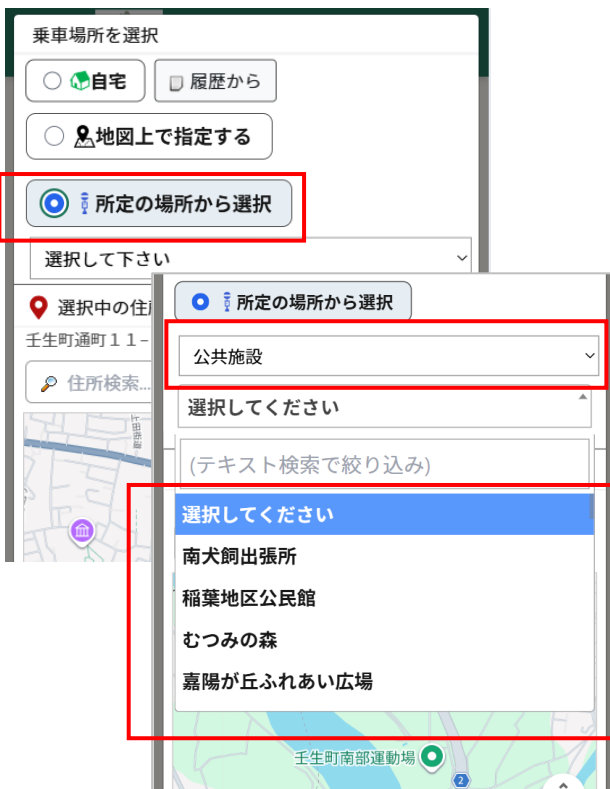 乗車場所を選択
自宅
履歴から
地図上で指定する
所定の場所から選択
選択して下さい
選択中の住
壬生町通町11-
住所検索...
所定の場所から選択
公共施設
選択してください
(テキスト検索で絞り込み)
選択してください
南犬飼出張所
稲葉地区公民館
むつみの森
嘉陽が丘ふれあい広場
壬生町南部運動場
2